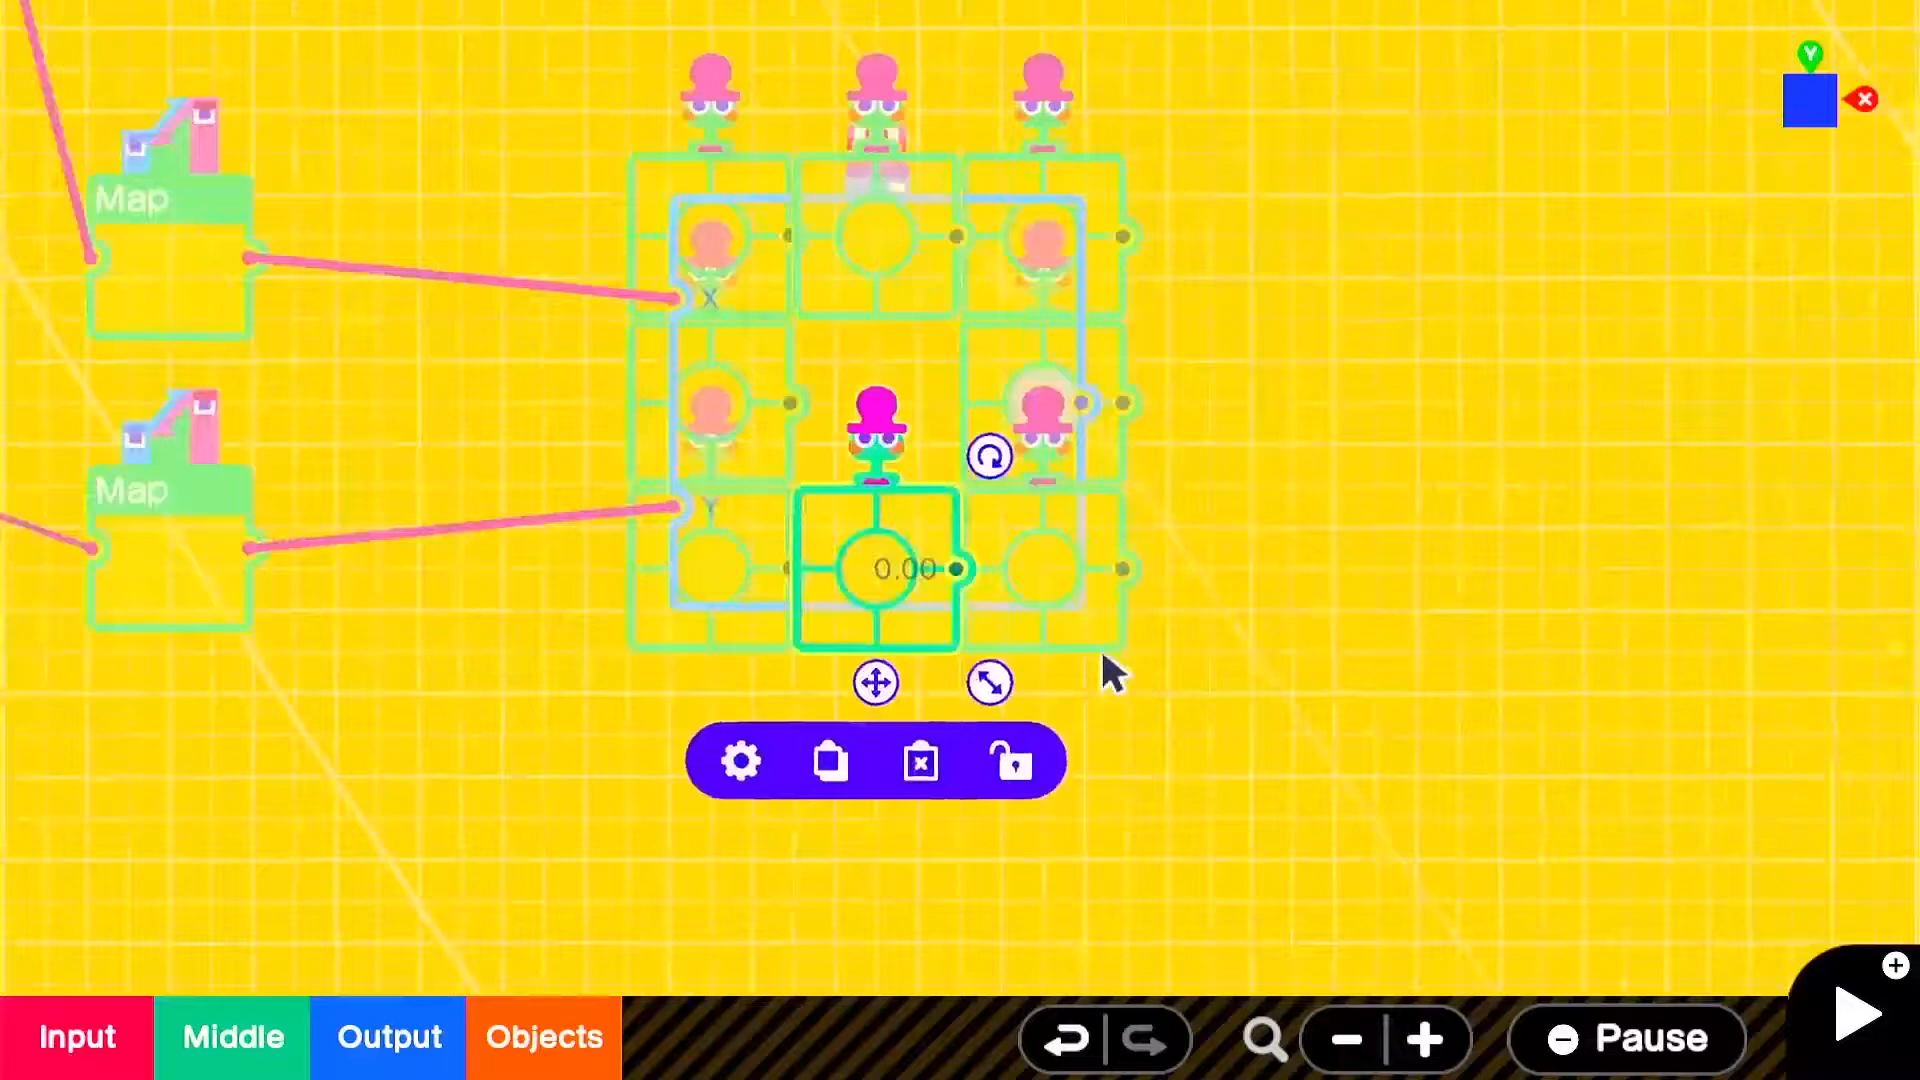 Y
X
Map
X
Map
Y
0.00
Input
Middle
Output
Objects
Pause